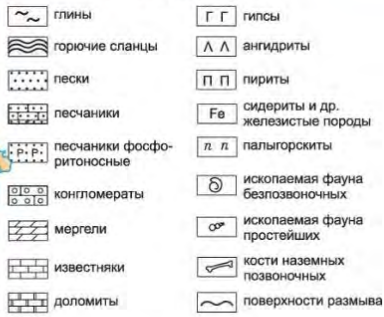 глины
горючие сланцы
пески
песчаники
Р Р
песчаники фосфо-
ритоносные
конгломераты
мергели
известняки
доломиты
Г Г
гипсы
Λ Λ
ангидриты
П П
пириты
Fe
сидериты и др.
железистые породы
п п
палыгорскиты
ископаемая фауна
безпозвоночных
ископаемая фауна
простейших
кости наземных
позвоночных
поверхности размыва